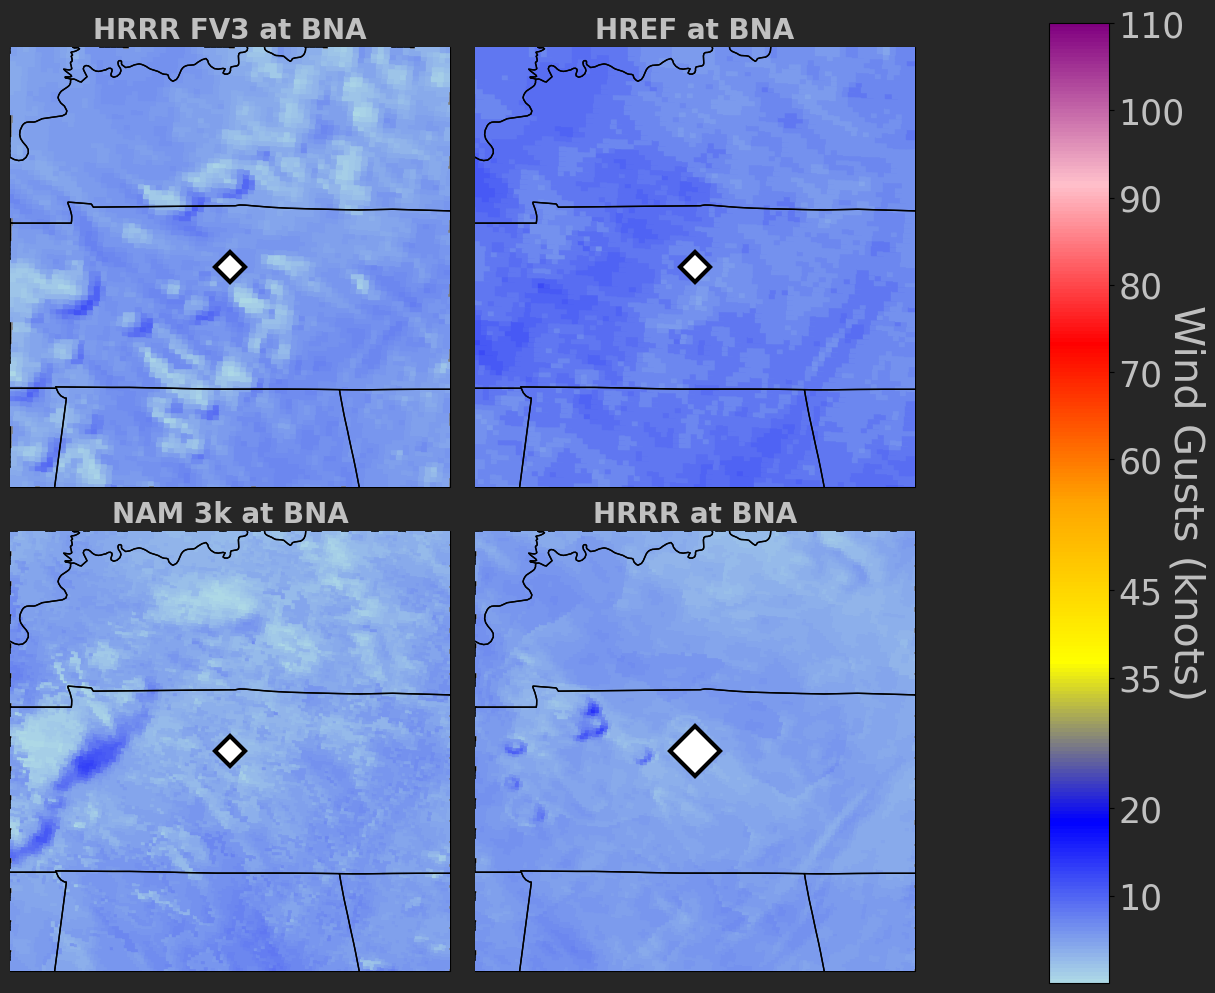 HRRR FV3 at BNA
HREF at BNA
NAM 3k at BNA
HRRR at BNA
110
100
90
80
70
60
45
35
20
10
Wind Gusts (knots)